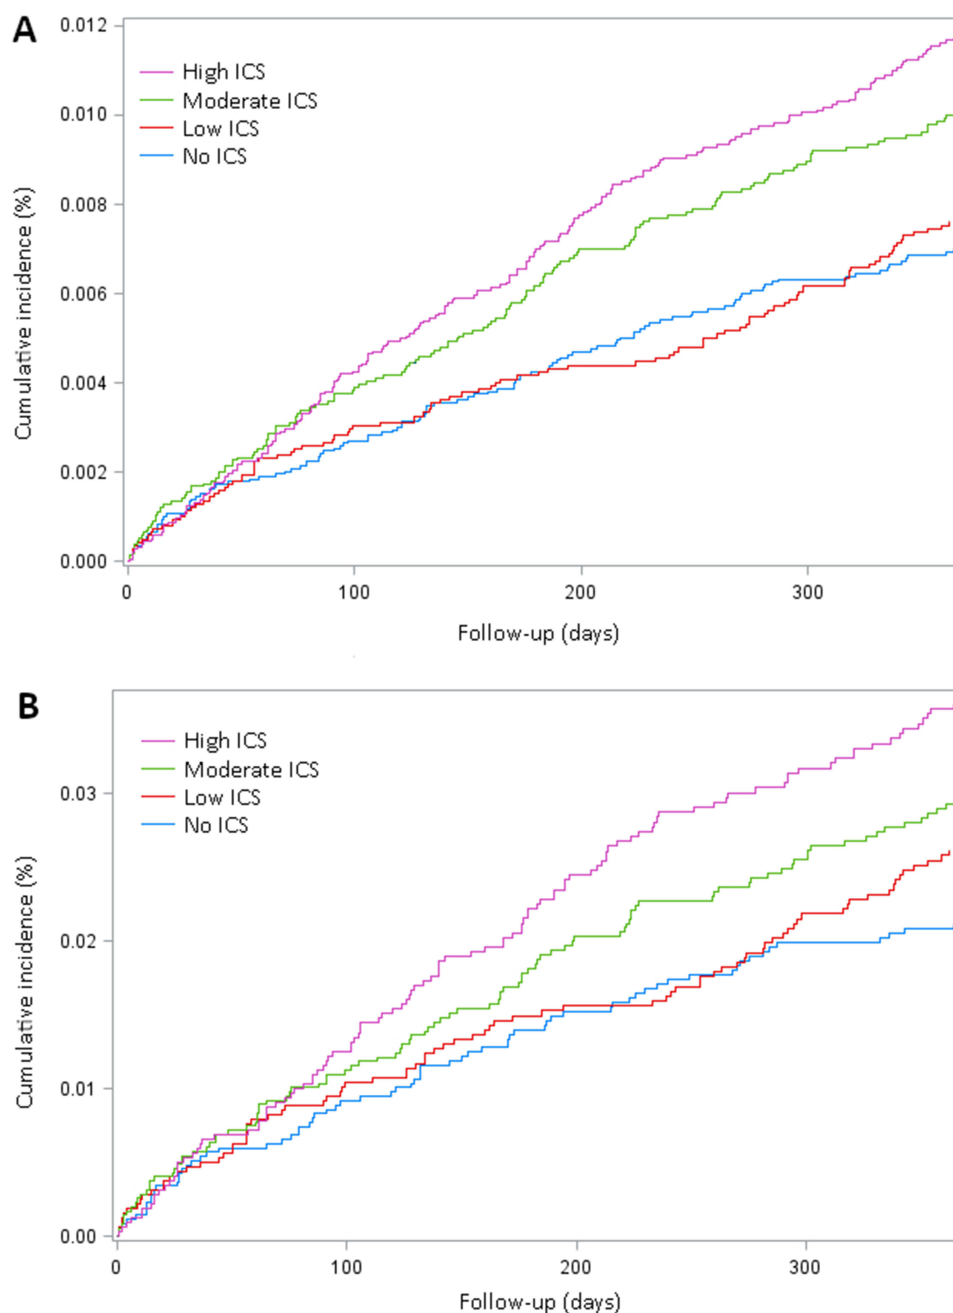 A
0.012
0.010
0.008
0.006
0.004
0.002
0.000
Cumulative incidence (%)
High ICS
Moderate ICS
Low ICS
No ICS
0
100
200
300
Follow-up (days)
B
0.03
0.02
0.01
0.00
Cumulative incidence (%)
High ICS
Moderate ICS
Low ICS
No ICS
0
100
200
300
Follow-up (days)